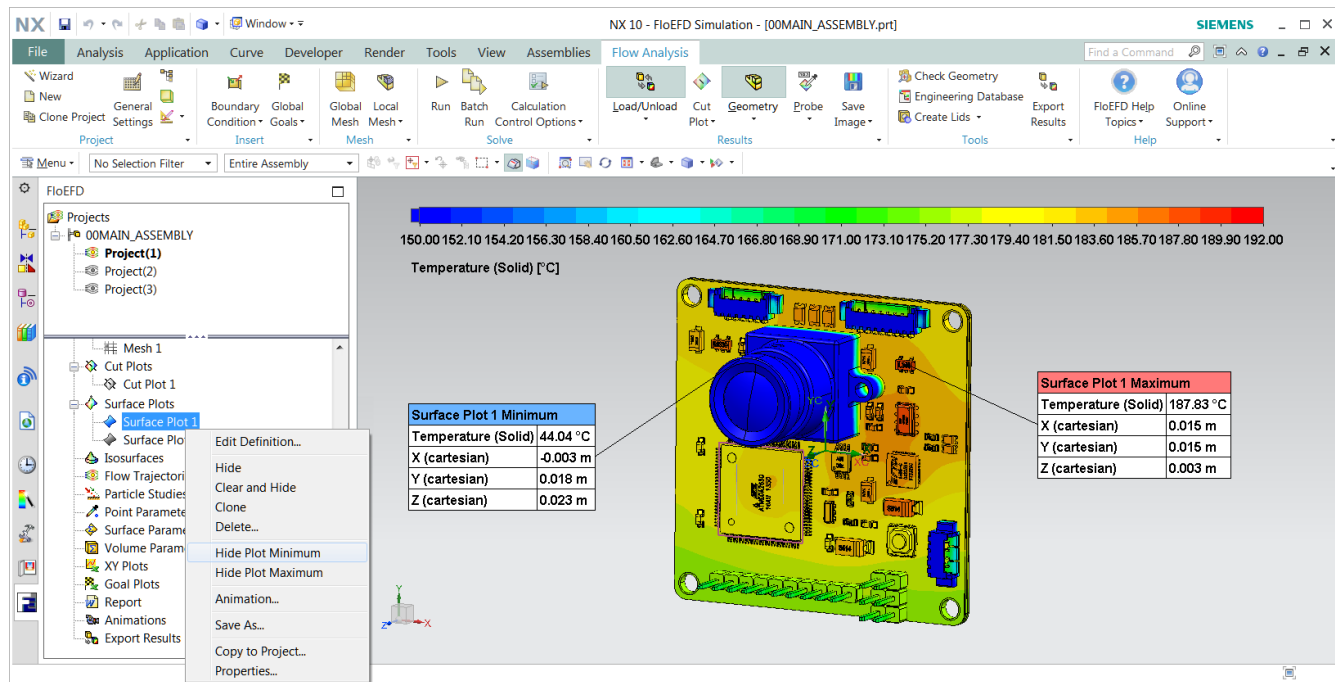 NX Window NX 10 - FloEFD Simulation - [00MAIN_ASSEMBLY.prt] SIEMENS
File Analysis Application Curve Developer Render Tools View Assemblies Flow Analysis Find a Command
Wizard
New
Clone Project
General Settings
Boundary Condition
Global Goals
Global Mesh
Local Mesh
Run
Batch Run
Calculation Control Options
Load/Unload
Cut Plot
Geometry
Probe
Save Image
Check Geometry
Engineering Database
Create Lids
Export Results
FloEFD Help Topics
Online Support
Project Insert Mesh Solve Results Tools Help
Menu No Selection Filter Entire Assembly
FloEFD
Projects
00MAIN_ASSEMBLY
Project(1)
Project(2)
Project(3)
Mesh 1
Cut Plots
Cut Plot 1
Surface Plots
Surface Plot 1
Surface Plo
Isosurfaces
Flow Trajectori
Particle Studies
Point Paramete
Surface Parame
Volume Param
XY Plots
Goal Plots
Report
Animations
Export Results
Edit Definition...
Hide
Clear and Hide
Clone
Delete...
Hide Plot Minimum
Hide Plot Maximum
Animation...
Save As...
Copy to Project...
Properties...
150.00 152.10 154.20 156.30 158.40 160.50 162.60 164.70 166.80 168.90 171.00 173.10 175.20 177.30 179.40 181.50 183.60 185.70 187.80 189.90 192.00
Temperature (Solid) [°C]
Surface Plot 1 Minimum
Temperature (Solid) 44.04 °C
X (cartesian) -0.003 m
Y (cartesian) 0.018 m
Z (cartesian) 0.023 m
Surface Plot 1 Maximum
Temperature (Solid) 187.83 °C
X (cartesian) 0.015 m
Y (cartesian) 0.015 m
Z (cartesian) 0.003 m
YC
Z
XC
Y
Z
X